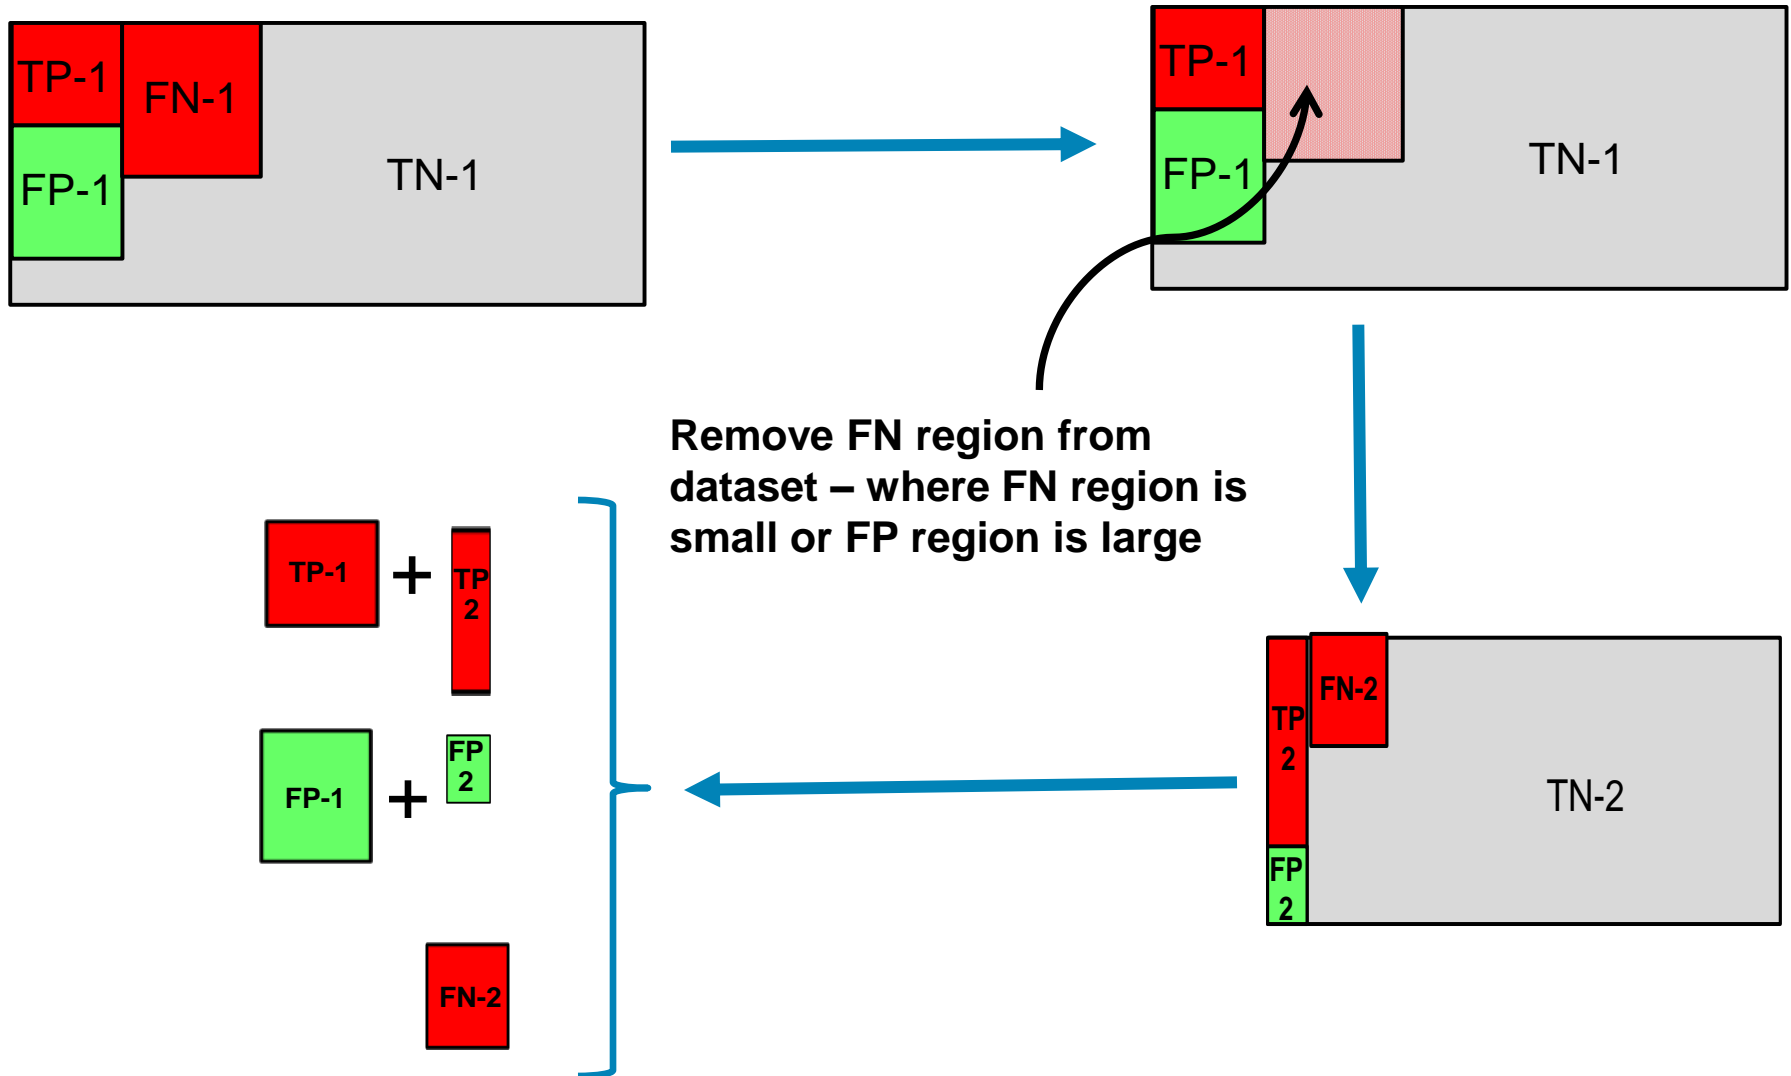 TP-1
FN-1
FP-1
TN-1
TP-1
FP-1
TN-1
Remove FN region from
dataset – where FN region is
small or FP region is large
TP-1
+
TP
2
FP-1
+
FP
2
FN-2
FN-2
TP
2
TN-2
FP
2